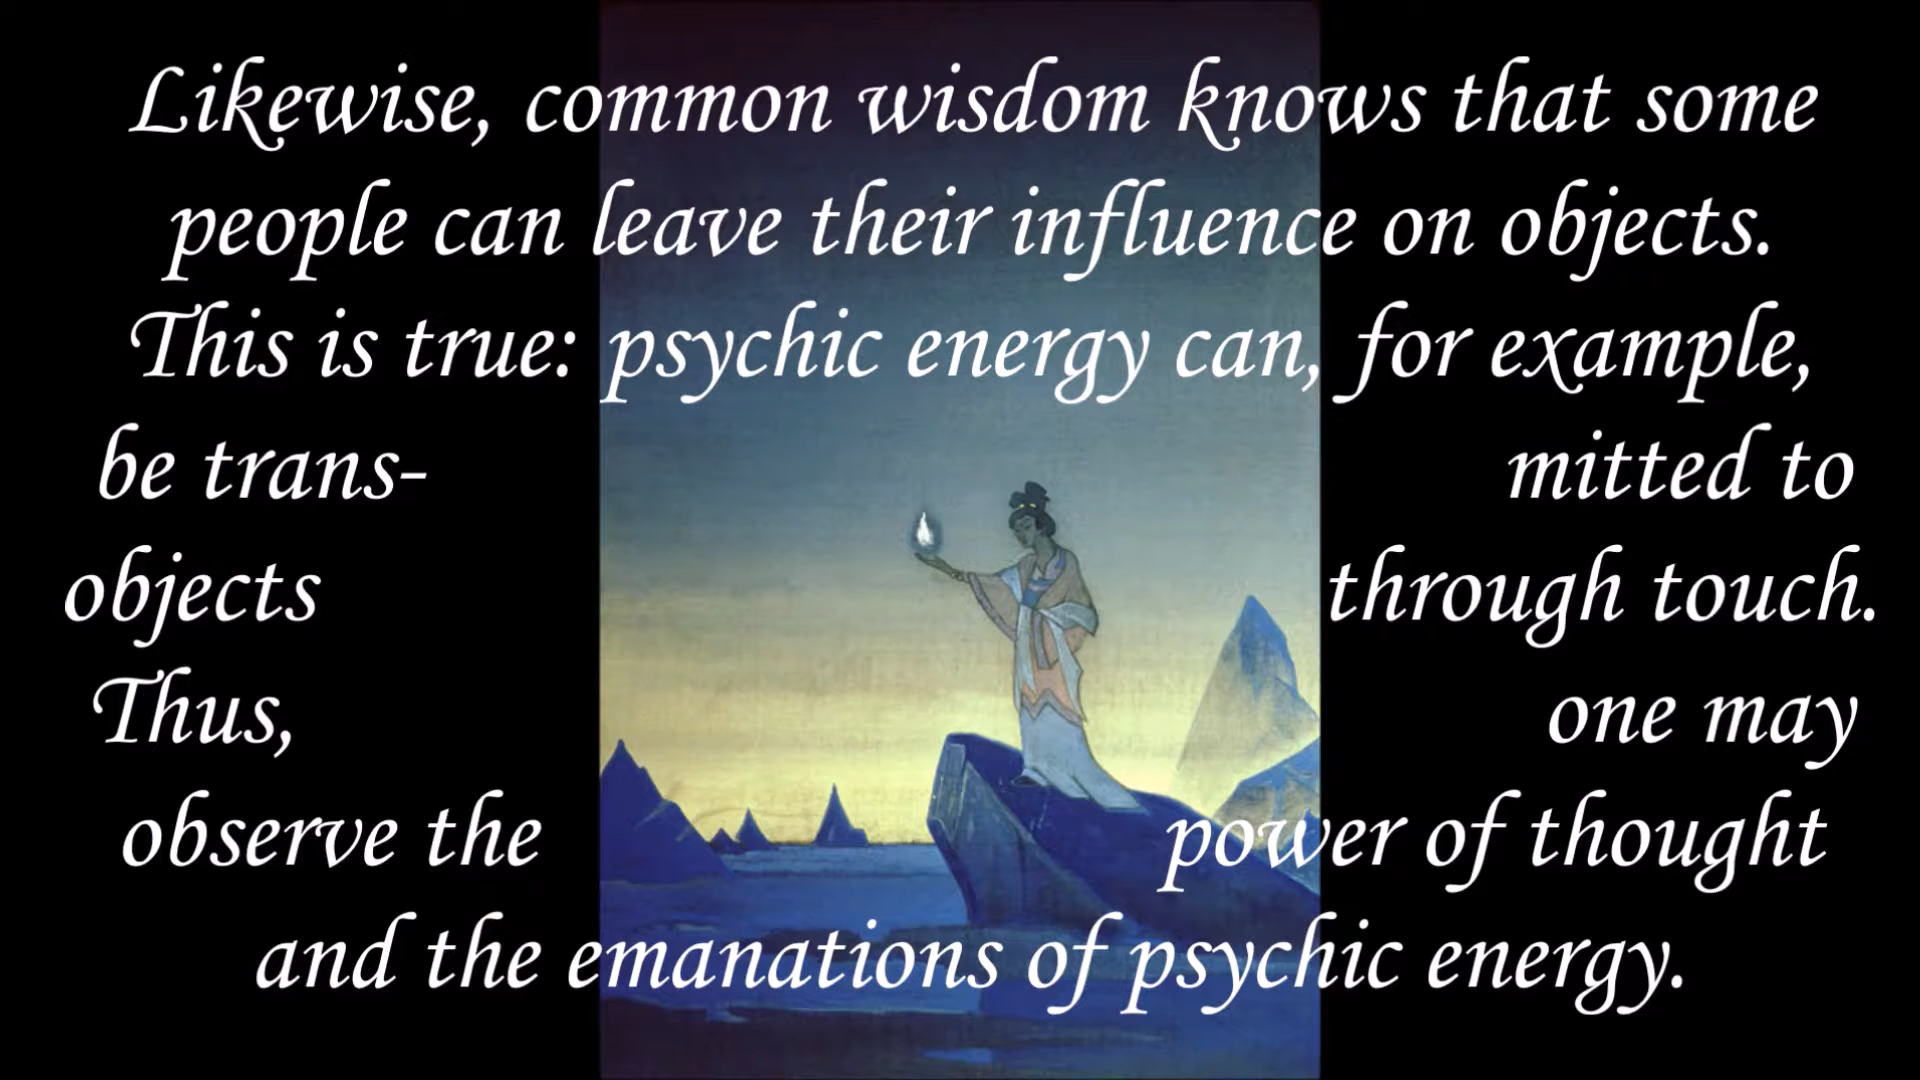 Likewise, common wisdom knows that some
people can leave their influence on objects.
This is true: psychic energy can, for example,
be trans- mitted to
objects through touch.
Thus, one may
observe the power of thought
and the emanations of psychic energy.